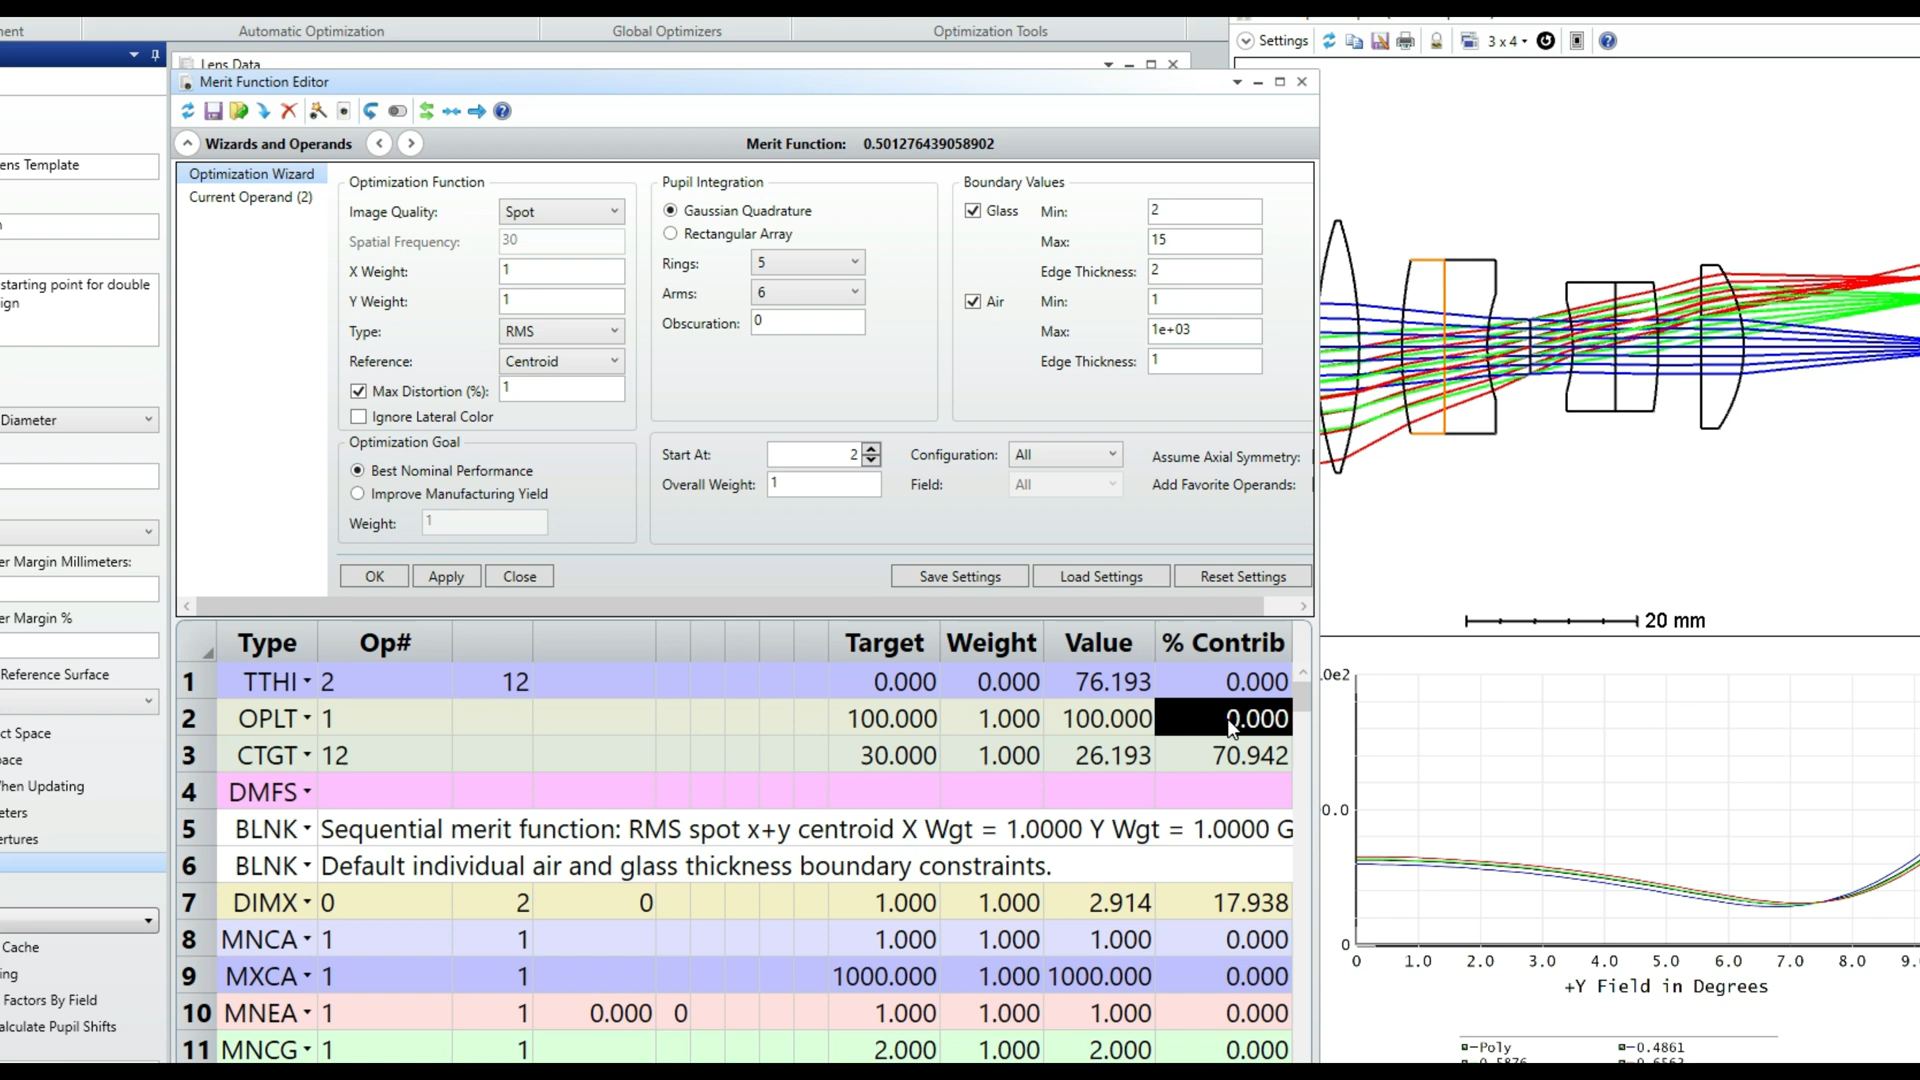 ment
Automatic Optimization
Global Optimizers
Optimization Tools
Lens Data
Merit Function Editor
Wizards and Operands
Merit Function: 0.501276439058902
Optimization Wizard
Current Operand (2)
Optimization Function
Image Quality: Spot
Spatial Frequency: 30
X Weight: 1
Y Weight: 1
Type: RMS
Reference: Centroid
Max Distortion (%): 1
Ignore Lateral Color
Optimization Goal
Best Nominal Performance
Improve Manufacturing Yield
Weight: 1
Pupil Integration
Gaussian Quadrature
Rectangular Array
Rings: 5
Arms: 6
Obscuration: 0
Boundary Values
Glass Min: 2
Max: 15
Edge Thickness: 2
Air Min: 1
Max: 1e+03
Edge Thickness: 1
Start At: 2
Overall Weight: 1
Configuration: All
Field: All
Assume Axial Symmetry:
Add Favorite Operands:
OK Apply Close
Save Settings Load Settings Reset Settings
Type Op# Target Weight Value % Contrib
1 TTHI 2 12 0.000 0.000 76.193 0.000
2 OPLT 1 100.000 1.000 100.000 0.000
3 CTGT 12 30.000 1.000 26.193 70.942
4 DMFS
5 BLNK Sequential merit function: RMS spot x+y centroid X Wgt = 1.0000 Y Wgt = 1.0000 G
6 BLNK Default individual air and glass thickness boundary constraints.
7 DIMX 0 2 0 1.000 1.000 2.914 17.938
8 MNCA 1 1 1.000 1.000 1.000 0.000
9 MXCA 1 1 1000.000 1.000 1000.000 0.000
10 MNEA 1 1 0.000 0 1.000 1.000 1.000 0.000
11 MNCG 1 1 2.000 1.000 2.000 0.000
ens Template
n
starting point for double
ign
Diameter
er Margin Millimeters:
er Margin %
Reference Surface
ct Space
pace
hen Updating
eters
ertures
Cache
ing
Factors By Field
alculate Pupil Shifts
Settings
3 x 4
20 mm
.0e2
0.0
0
0 1.0 2.0 3.0 4.0 5.0 6.0 7.0 8.0 9.
+Y Field in Degrees
Poly
0.4861